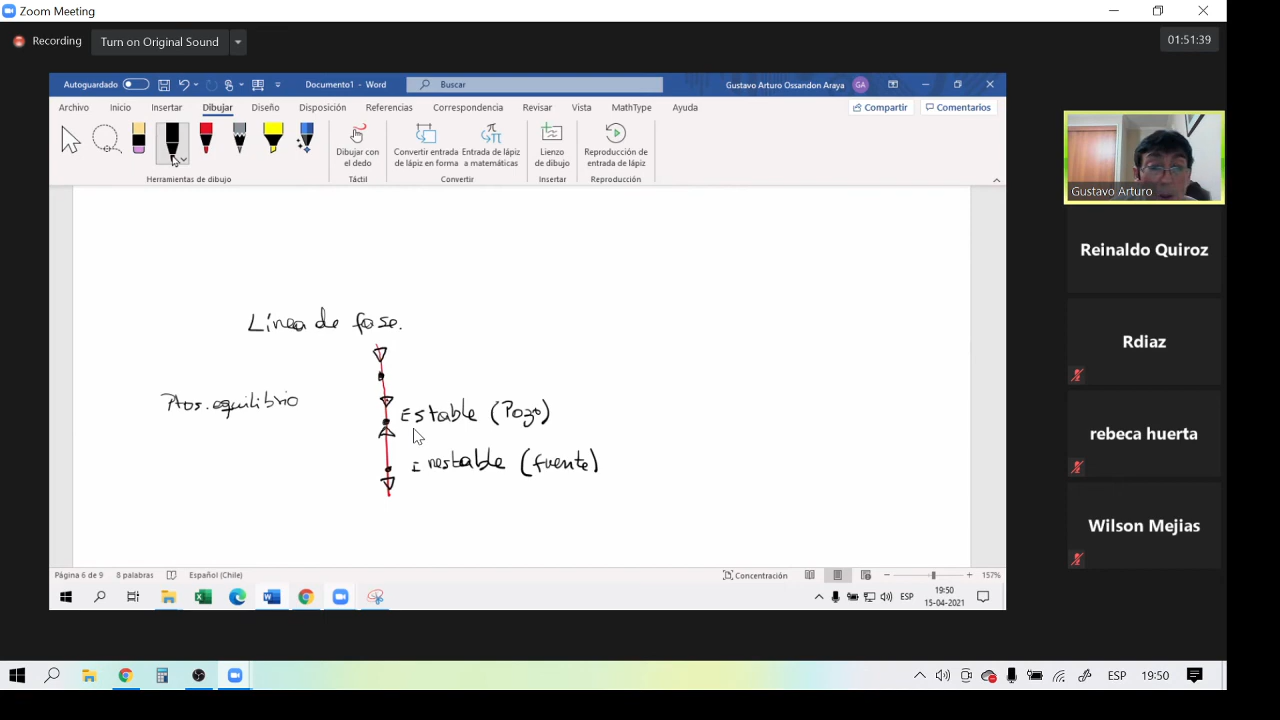 Zoom Meeting
Recording
Turn on Original Sound
01:51:39
Autoguardado
Documento1 - Word
Buscar
Gustavo Arturo Ossandon Araya
GA
Archivo Inicio Insertar Dibujar Diseño Disposición Referencias Correspondencia Revisar Vista MathType Ayuda
Compartir
Comentarios
Dibujar con el dedo
Convertir entrada de lápiz en forma
Entrada de lápiz a matemáticas
Lienzo de dibujo
Reproducción de entrada de lápiz
Herramientas de dibujo
Táctil
Convertir
Insertar
Reproducción
Línea de fase.
Ptos. equilibrio
Estable (Pozo)
Inestable (fuente)
Página 6 de 9
8 palabras
Español (Chile)
Concentración
157%
ESP
19:50
15-04-2021
Gustavo Arturo
Reinaldo Quiroz
Rdiaz
rebeca huerta
Wilson Mejias
ESP
19:50